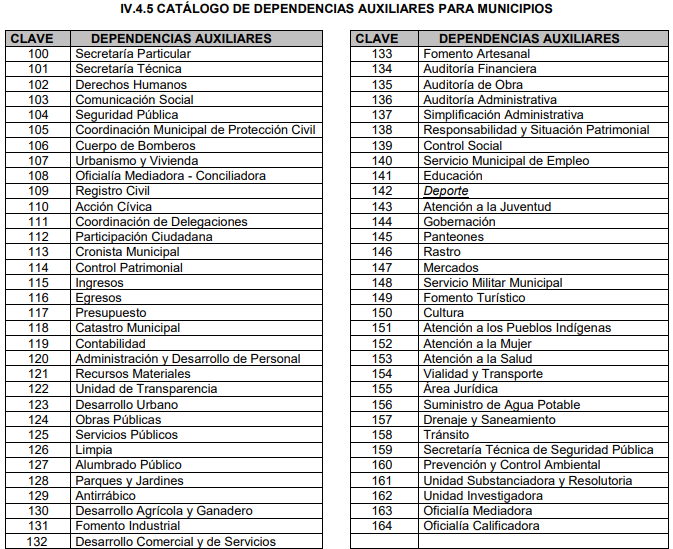 IV.4.5 CATÁLOGO DE DEPENDENCIAS AUXILIARES PARA MUNICIPIOS
CLAVE DEPENDENCIAS AUXILIARES
100 Secretaría Particular
101 Secretaría Técnica
102 Derechos Humanos
103 Comunicación Social
104 Seguridad Pública
105 Coordinación Municipal de Protección Civil
106 Cuerpo de Bomberos
107 Urbanismo y Vivienda
108 Oficialía Mediadora - Conciliadora
109 Registro Civil
110 Acción Cívica
111 Coordinación de Delegaciones
112 Participación Ciudadana
113 Cronista Municipal
114 Control Patrimonial
115 Ingresos
116 Egresos
117 Presupuesto
118 Catastro Municipal
119 Contabilidad
120 Administración y Desarrollo de Personal
121 Recursos Materiales
122 Unidad de Transparencia
123 Desarrollo Urbano
124 Obras Públicas
125 Servicios Públicos
126 Limpia
127 Alumbrado Público
128 Parques y Jardines
129 Antirrábico
130 Desarrollo Agrícola y Ganadero
131 Fomento Industrial
132 Desarrollo Comercial y de Servicios
CLAVE DEPENDENCIAS AUXILIARES
133 Fomento Artesanal
134 Auditoría Financiera
135 Auditoría de Obra
136 Auditoría Administrativa
137 Simplificación Administrativa
138 Responsabilidad y Situación Patrimonial
139 Control Social
140 Servicio Municipal de Empleo
141 Educación
142 Deporte
143 Atención a la Juventud
144 Gobernación
145 Panteones
146 Rastro
147 Mercados
148 Servicio Militar Municipal
149 Fomento Turístico
150 Cultura
151 Atención a los Pueblos Indígenas
152 Atención a la Mujer
153 Atención a la Salud
154 Vialidad y Transporte
155 Área Jurídica
156 Suministro de Agua Potable
157 Drenaje y Saneamiento
158 Tránsito
159 Secretaría Técnica de Seguridad Pública
160 Prevención y Control Ambiental
161 Unidad Substanciadora y Resolutoria
162 Unidad Investigadora
163 Oficialía Mediadora
164 Oficialía Calificadora